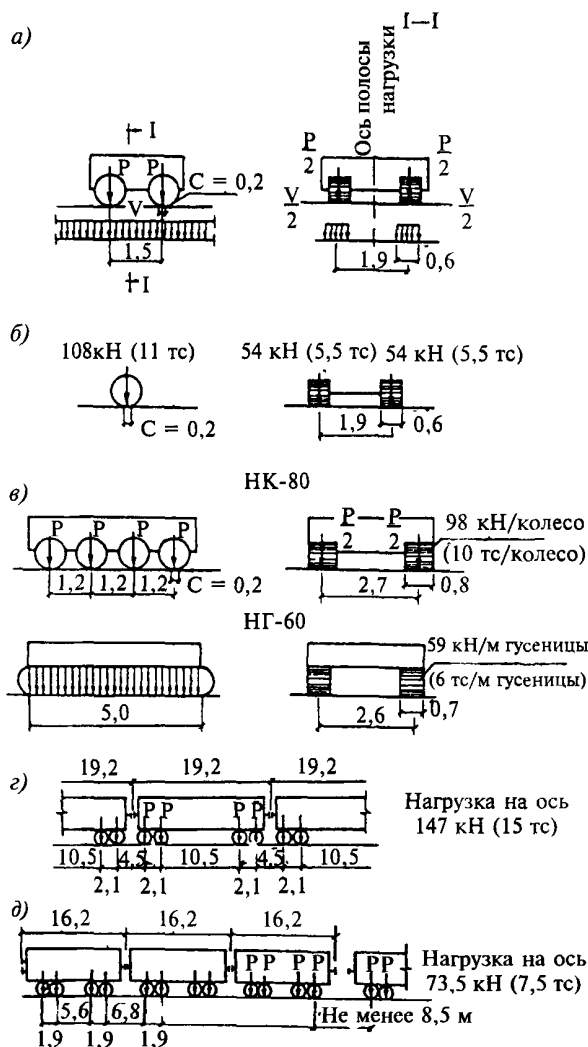 а)
I—I
Ось полосы
нагрузки
I
P P
C = 0,2
V
1,5
I
P/2 P/2
V/2 V/2
1,9
0,6
б)
108кН (11 тс)
C = 0,2
54 кН (5,5 тс) 54 кН (5,5 тс)
1,9
0,6
НК-80
в)
P P P P
1,2 1,2 1,2
C = 0,2
P/2 P/2
98 кН/колесо
(10 тс/колесо)
2,7
0,8
НГ-60
5,0
59 кН/м гусеницы
(6 тс/м гусеницы)
2,6
0,7
г)
19,2 19,2 19,2
P P P P
10,5 4,5 10,5 4,5 10,5
2,1 2,1 2,1 2,1
Нагрузка на ось
147 кН (15 тс)
д)
16,2 16,2 16,2
P P P P P P
5,6 6,8
1,9 1,9 1,9
Не менее 8,5 м
Нагрузка на ось
73,5 кН (7,5 тс)